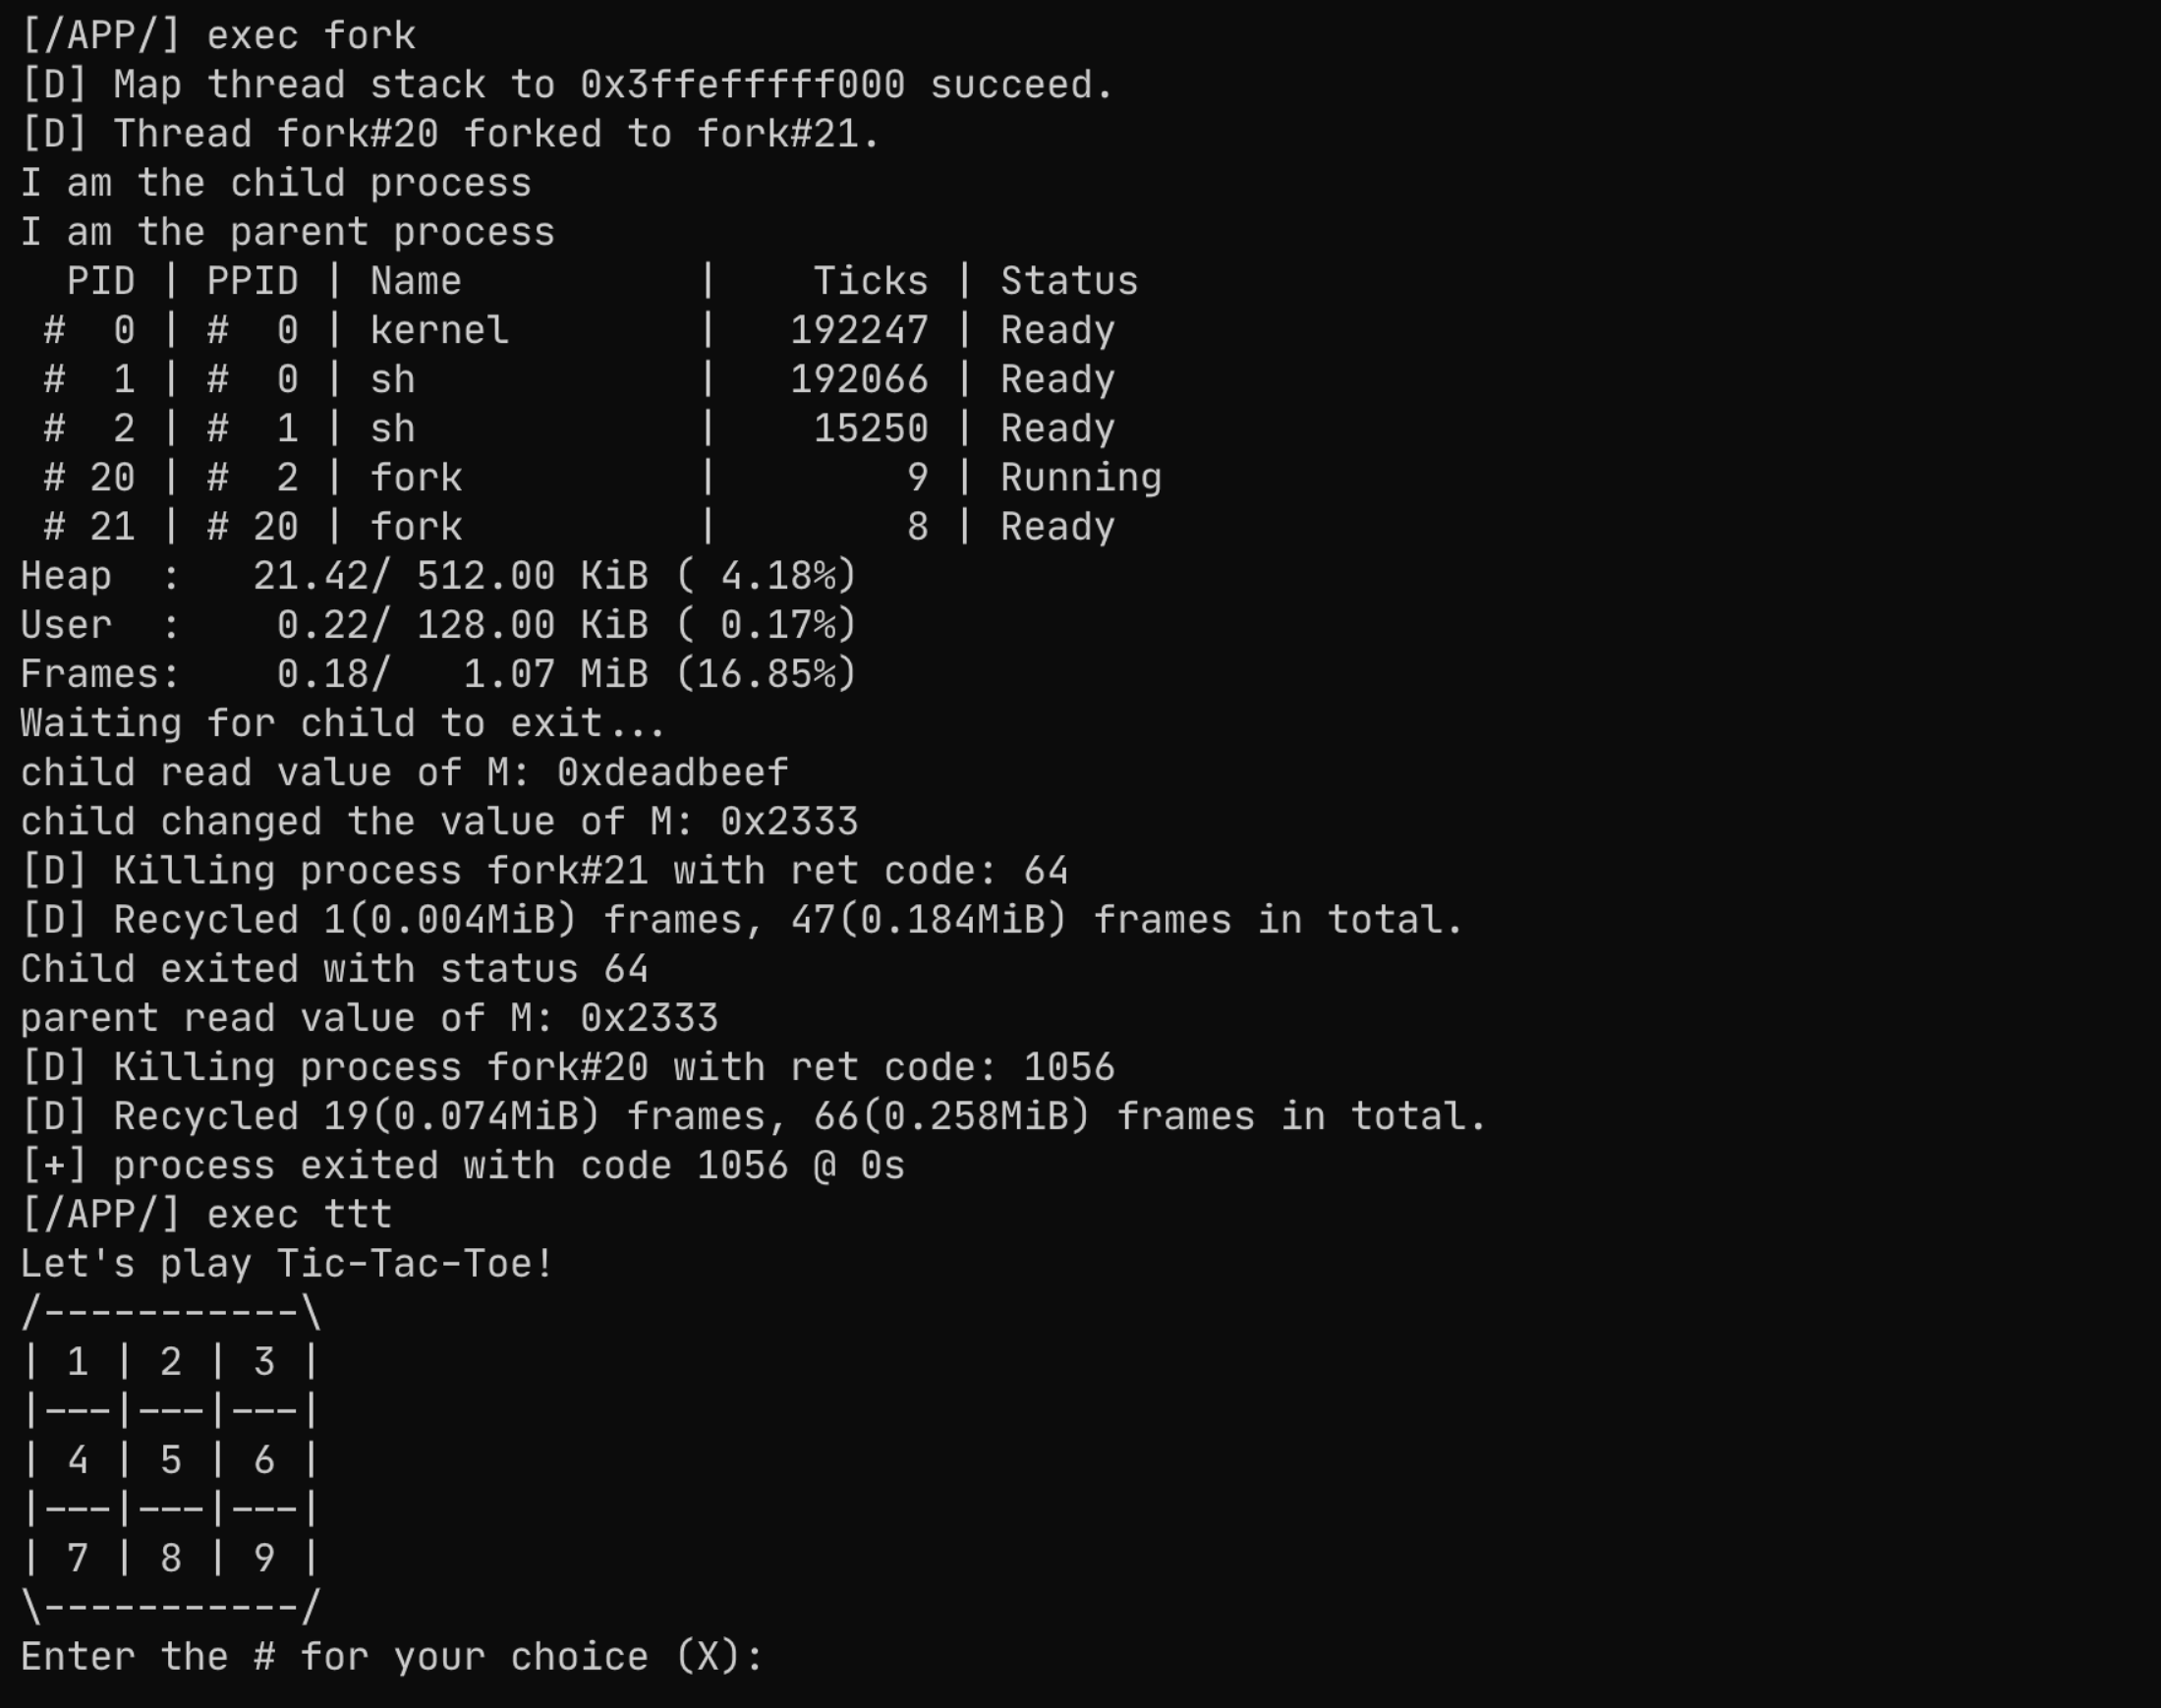 [/APP/] exec fork
[D] Map thread stack to 0x3ffefffff000 succeed.
[D] Thread fork#20 forked to fork#21.
I am the child process
I am the parent process
  PID | PPID | Name          |    Ticks | Status
 #  0 | #  0 | kernel        |   192247 | Ready
 #  1 | #  0 | sh            |   192066 | Ready
 #  2 | #  1 | sh            |    15250 | Ready
 # 20 | #  2 | fork          |        9 | Running
 # 21 | # 20 | fork          |        8 | Ready
Heap  :   21.42/ 512.00 KiB ( 4.18%)
User  :    0.22/ 128.00 KiB ( 0.17%)
Frames:    0.18/   1.07 MiB (16.85%)
Waiting for child to exit...
child read value of M: 0xdeadbeef
child changed the value of M: 0x2333
[D] Killing process fork#21 with ret code: 64
[D] Recycled 1(0.004MiB) frames, 47(0.184MiB) frames in total.
Child exited with status 64
parent read value of M: 0x2333
[D] Killing process fork#20 with ret code: 1056
[D] Recycled 19(0.074MiB) frames, 66(0.258MiB) frames in total.
[+] process exited with code 1056 @ 0s
[/APP/] exec ttt
Let's play Tic-Tac-Toe!
/-----------\
| 1 | 2 | 3 |
|---|---|---|
| 4 | 5 | 6 |
|---|---|---|
| 7 | 8 | 9 |
\-----------/
Enter the # for your choice (X):